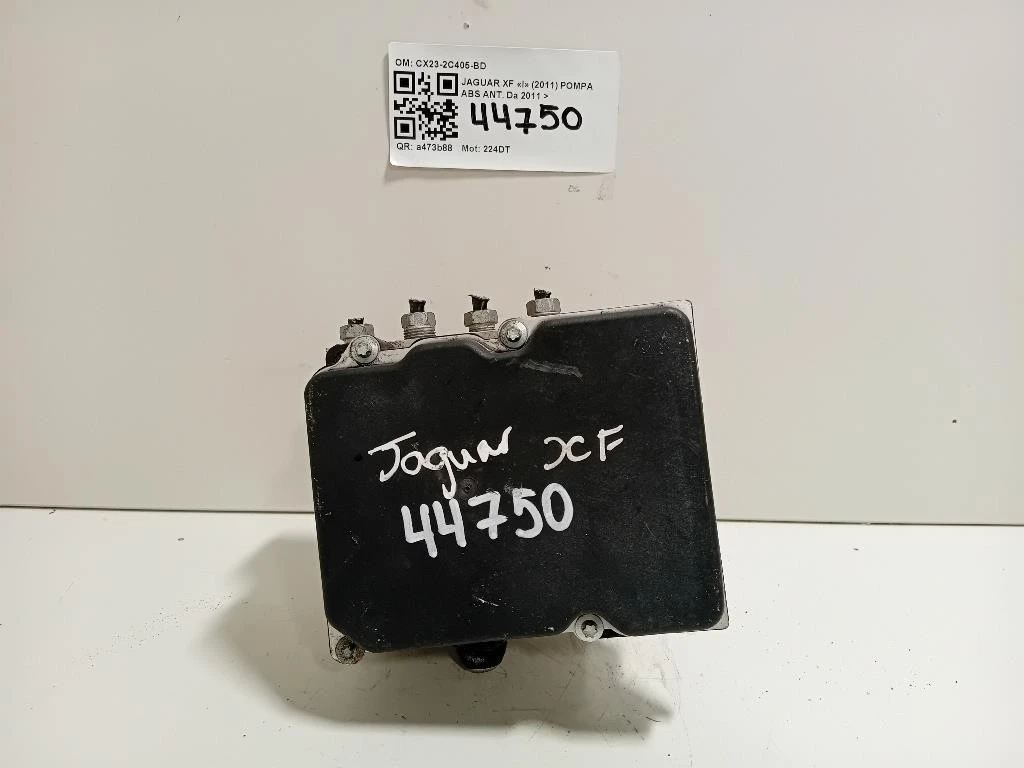 OM: CX23-2C405-BD
JAGUAR XF «I» (2011) POMPA
ABS ANT. Da 2011 >
44750
QR: a473b88 Mot: 224DT
Jaguar XF
44750